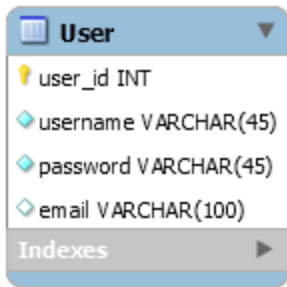 User
user_id INT
username VARCHAR(45)
password VARCHAR(45)
email VARCHAR(100)
Indexes